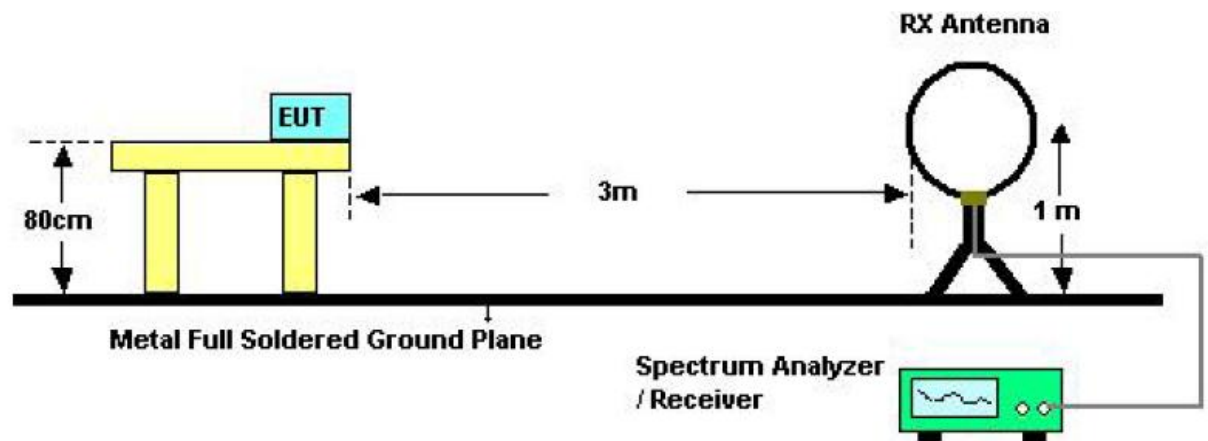 RX Antenna
EUT
80cm
3m
1 m
Metal Full Soldered Ground Plane
Spectrum Analyzer
/ Receiver